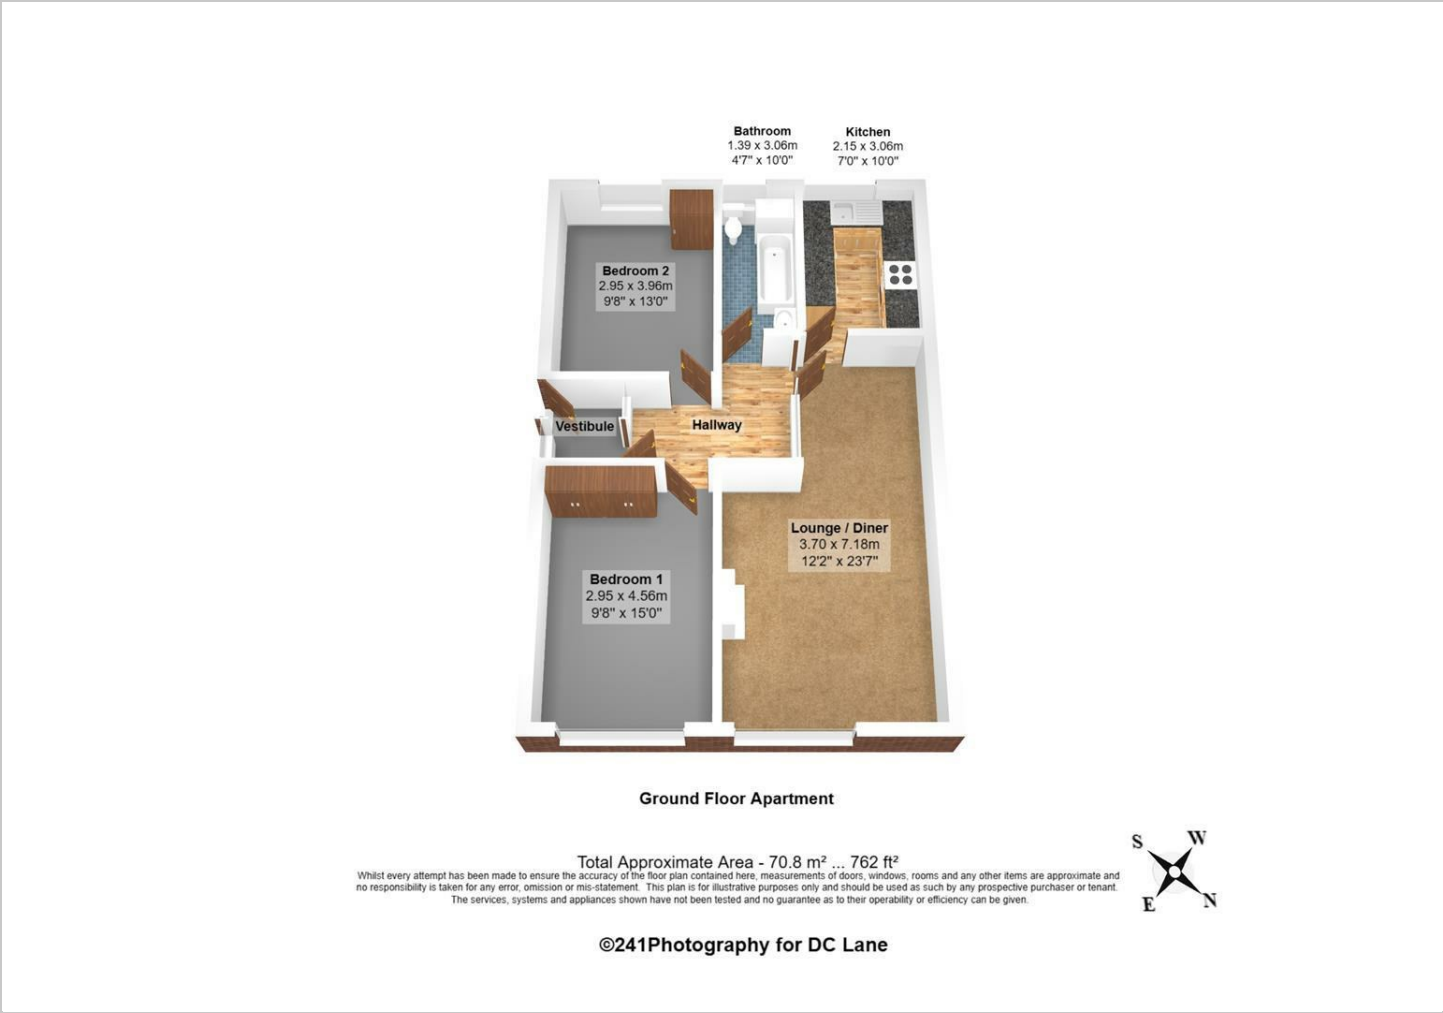 Bathroom
1.39 x 3.06m
4'7" x 10'0"
Kitchen
2.15 x 3.06m
7'0" x 10'0"
Bedroom 2
2.95 x 3.96m
9'8" x 13'0"
Vestibule
Hallway
Lounge / Diner
3.70 x 7.18m
12'2" x 23'7"
Bedroom 1
2.95 x 4.56m
9'8" x 15'0"
Ground Floor Apartment
S W
E N
Total Approximate Area - 70.8 m² ... 762 ft²
Whilst every attempt has been made to ensure the accuracy of the floor plan contained here, measurements of doors, windows, rooms and any other items are approximate and
no responsibility is taken for any error, omission or mis-statement. This plan is for illustrative purposes only and should be used as such by any prospective purchaser or tenant.
The services, systems and appliances shown have not been tested and no guarantee as to their operability or efficiency can be given.
©241Photography for DC Lane